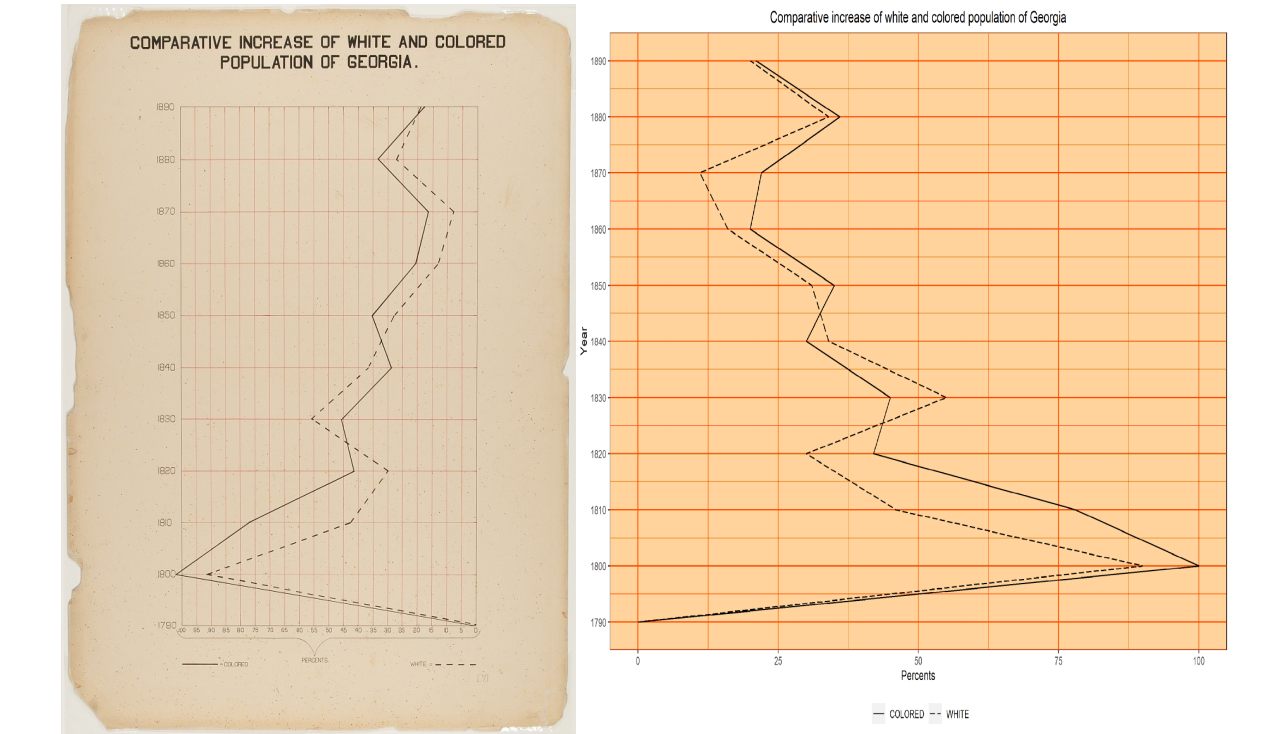 COMPARATIVE INCREASE OF WHITE AND COLORED
POPULATION OF GEORGIA.
1890
1880
1870
1860
1850
1840
1830
1820
1810
1800
1790
100 95 90 85 80 75 70 65 60 55 50 45 40 35 30 25 20 15 10 5 0
PERCENTS
= COLORED
WHITE =
Comparative increase of white and colored population of Georgia
Year
1890
1880
1870
1860
1850
1840
1830
1820
1810
1800
1790
0 25 50 75 100
Percents
COLORED WHITE